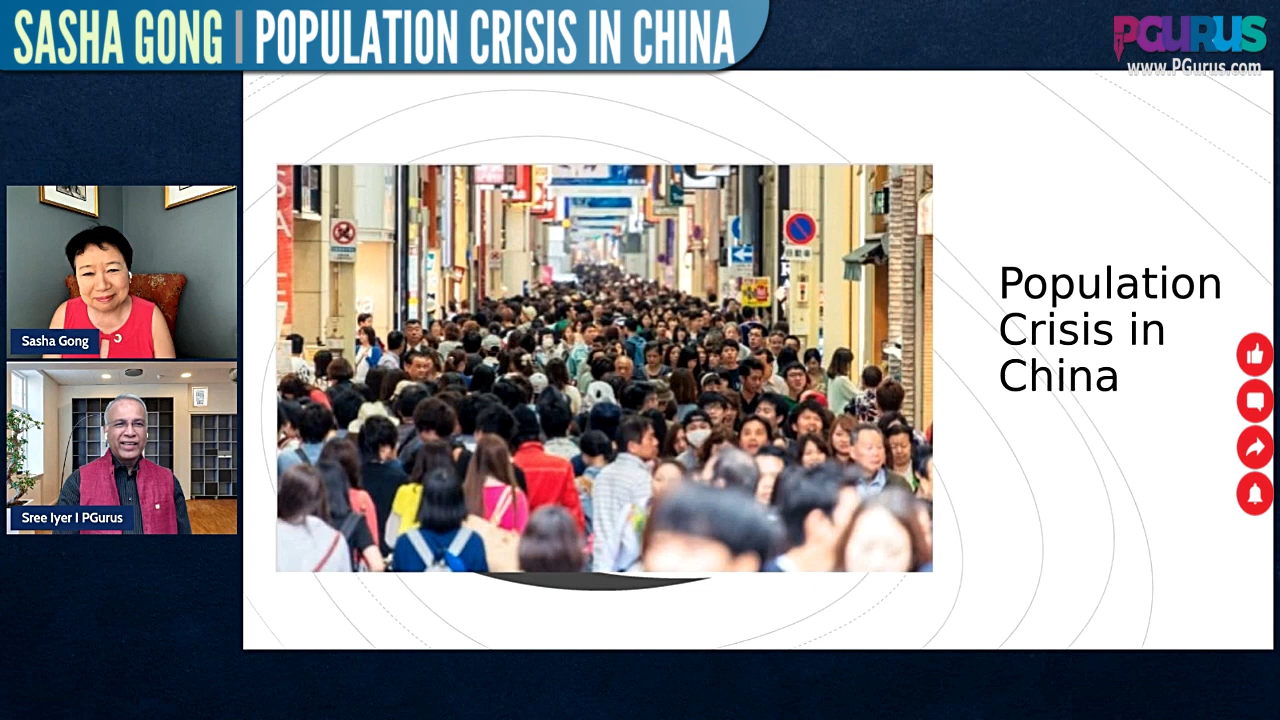 SASHA GONG | POPULATION CRISIS IN CHINA
PGURUS
www.PGurus.com
Sasha Gong
Sree Iyer I PGurus
Population
Crisis in
China